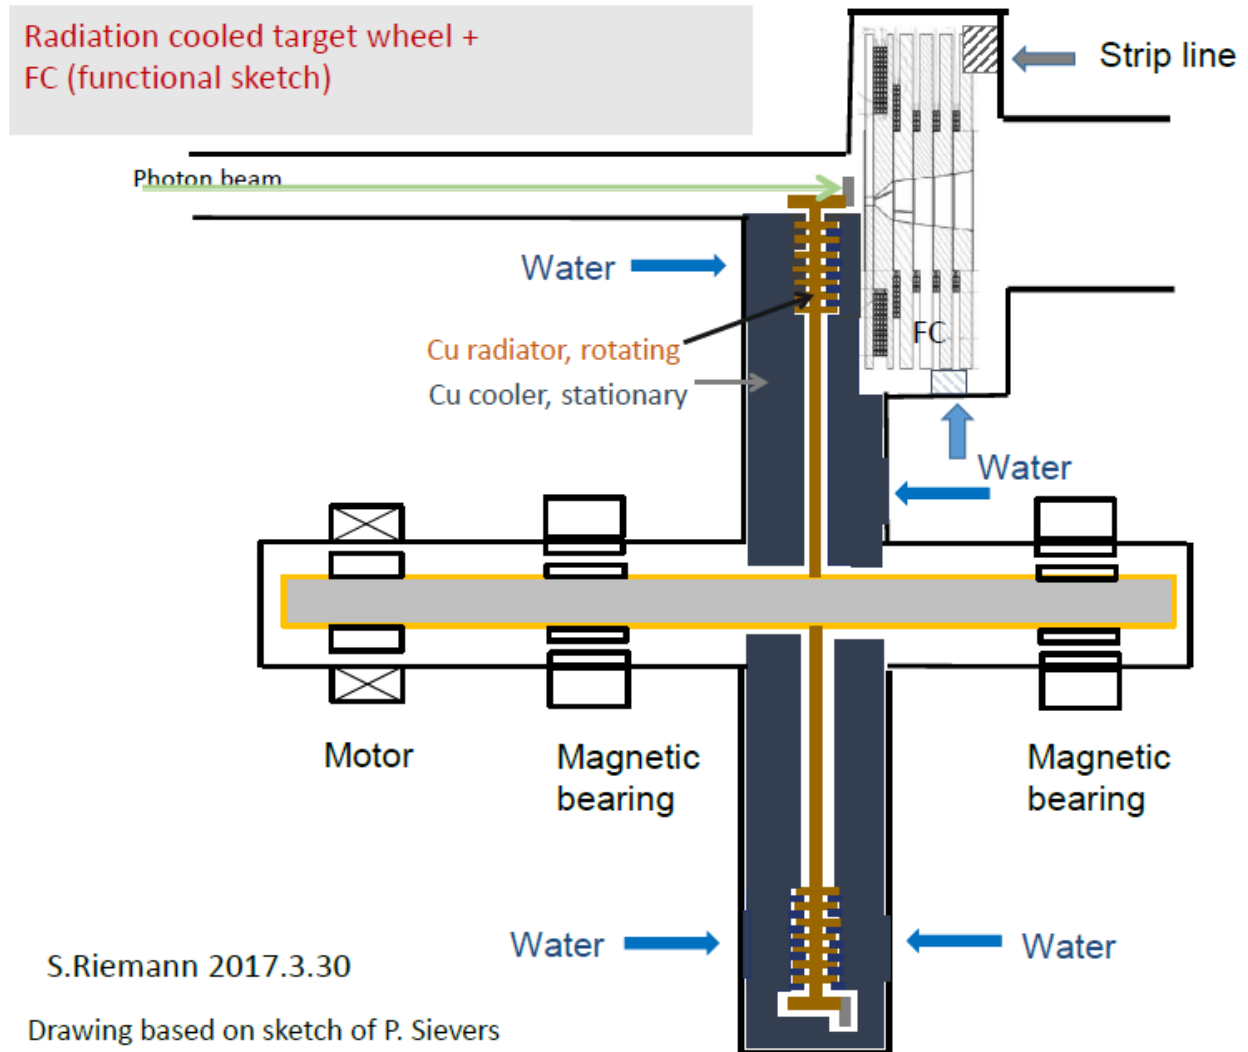 Radiation cooled target wheel +
FC (functional sketch)
Strip line
Photon beam
Water
Cu radiator, rotating
FC
Cu cooler, stationary
Water
Motor
Magnetic
bearing
Magnetic
bearing
Water
Water
S.Riemann 2017.3.30
Drawing based on sketch of P. Sievers